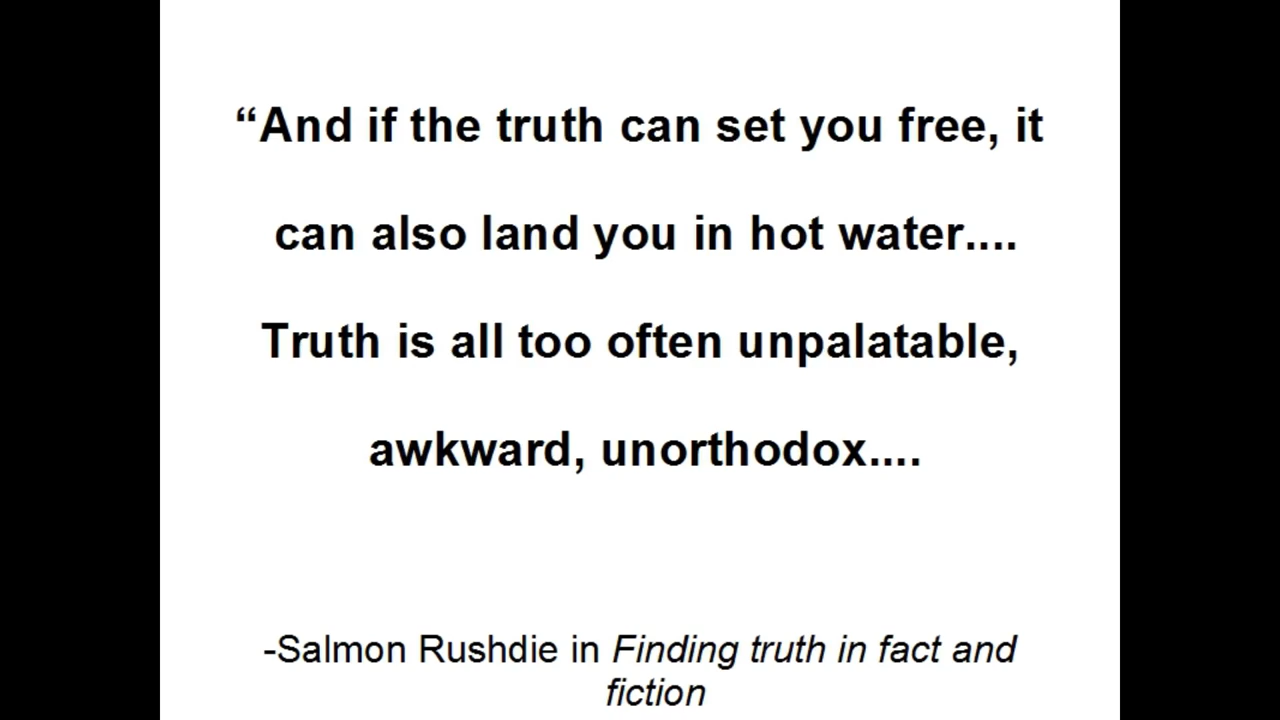 “And if the truth can set you free, it
can also land you in hot water....
Truth is all too often unpalatable,
awkward, unorthodox....
-Salmon Rushdie in Finding truth in fact and
fiction